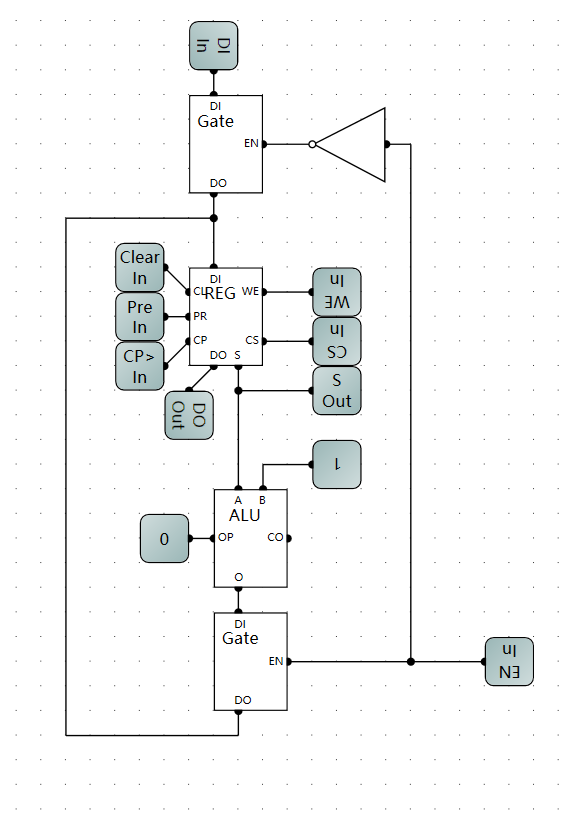 DI
In
DI
Gate
EN
DO
Clear
In
Pre
In
CP>
In
DI
CL
REG
WE
PR
CP
CS
DO
S
In
WE
In
CS
S
Out
DO
Out
1
A
B
ALU
0
OP
CO
O
DI
Gate
EN
DO
In
EN